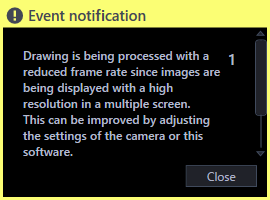 Event notification
Drawing is being processed with a 1
reduced frame rate since images are
being displayed with a high
resolution in a multiple screen.
This can be improved by adjusting
the settings of the camera or this
software.
Close